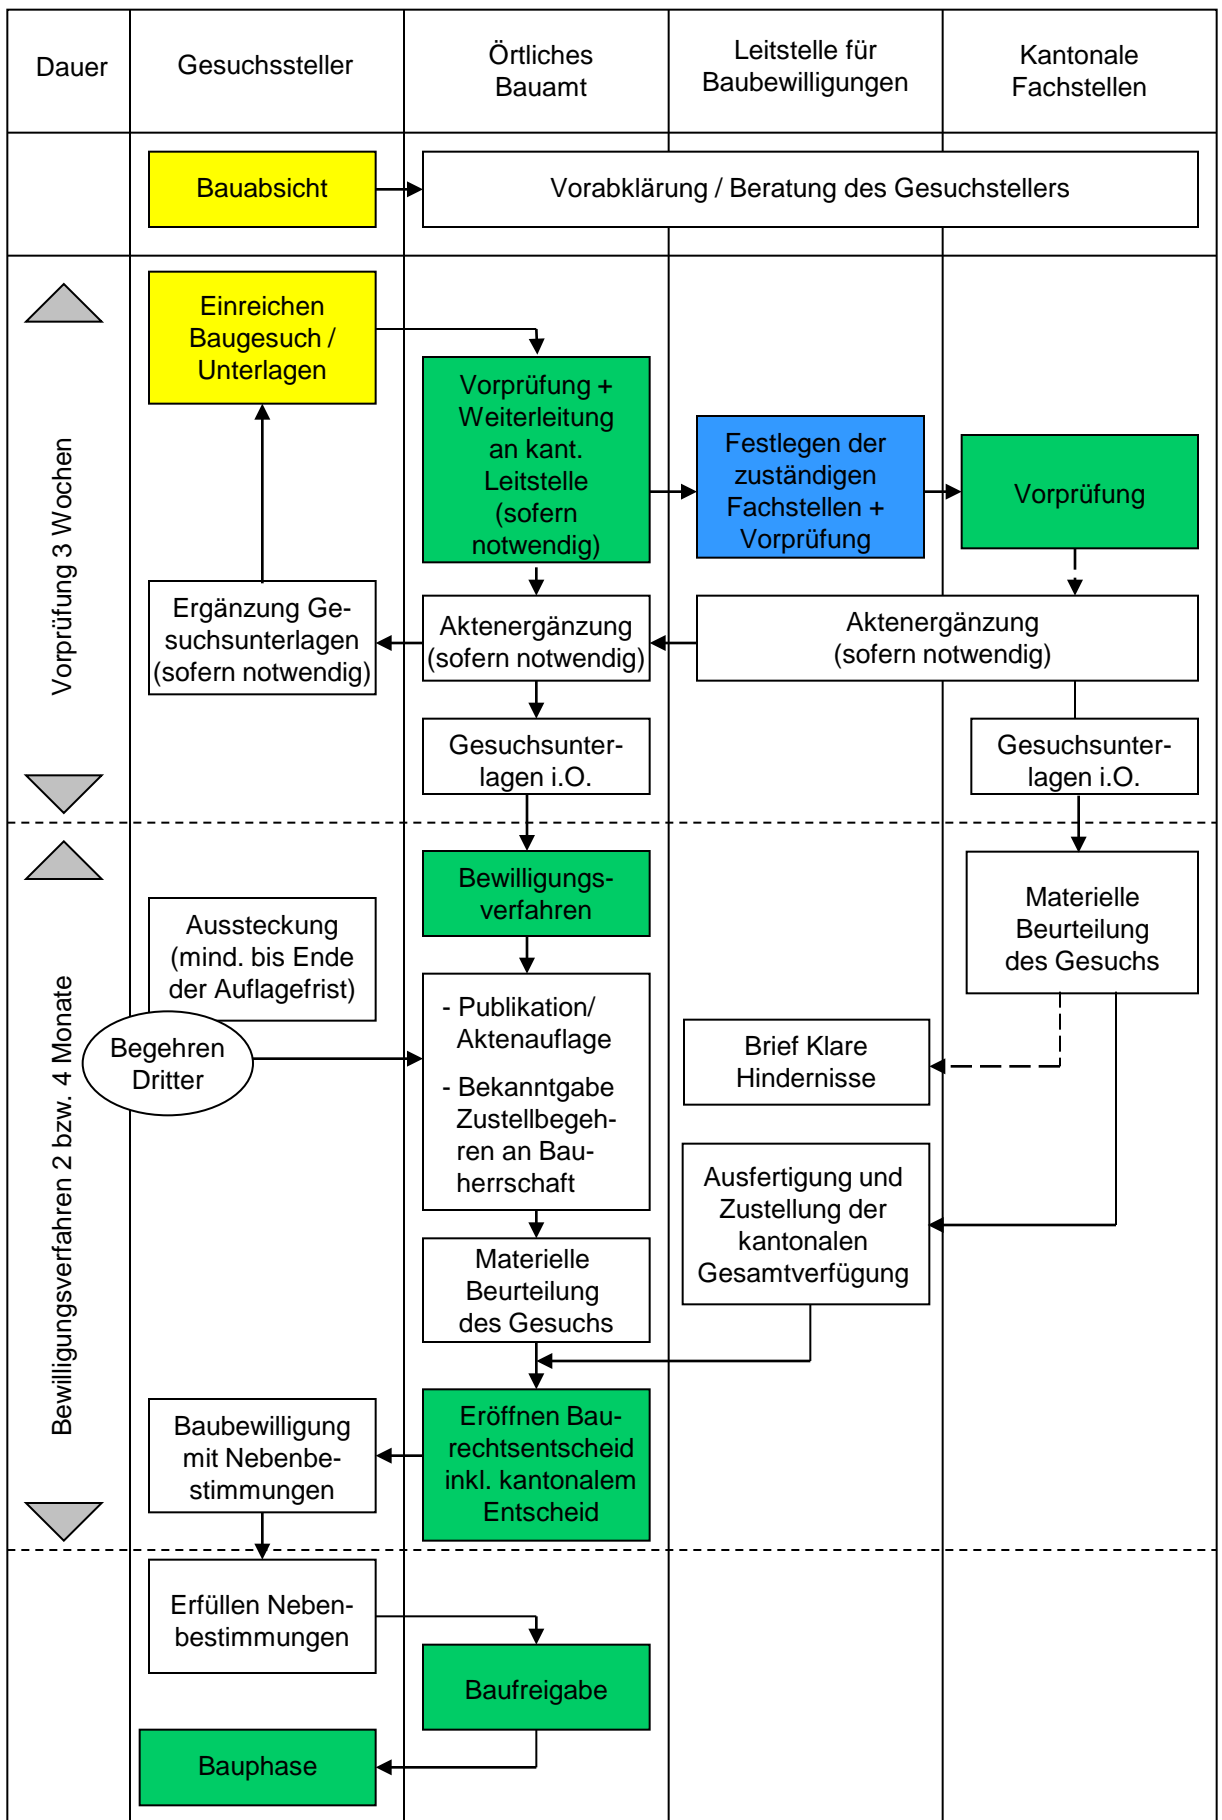 Dauer
Gesuchssteller
Örtliches
Bauamt
Leitstelle für
Baubewilligungen
Kantonale
Fachstellen
Bauabsicht
Vorabklärung / Beratung des Gesuchstellers
Vorprüfung 3 Wochen
Einreichen
Baugesuch /
Unterlagen
Vorprüfung +
Weiterleitung
an kant.
Leitstelle
(sofern
notwendig)
Festlegen der
zuständigen
Fachstellen +
Vorprüfung
Vorprüfung
Ergänzung Ge-
suchsunterlagen
(sofern notwendig)
Aktenergänzung
(sofern notwendig)
Aktenergänzung
(sofern notwendig)
Gesuchsunter-
lagen i.O.
Gesuchsunter-
lagen i.O.
Bewilligungsverfahren 2 bzw. 4 Monate
Bewilligungs-
verfahren
Materielle
Beurteilung
des Gesuchs
Aussteckung
(mind. bis Ende
der Auflagefrist)
Begehren
Dritter
- Publikation/
Aktenauflage
- Bekanntgabe
Zustellbegeh-
ren an Bau-
herrschaft
Brief Klare
Hindernisse
Ausfertigung und
Zustellung der
kantonalen
Gesamtverfügung
Materielle
Beurteilung
des Gesuchs
Baubewilligung
mit Nebenbe-
stimmungen
Eröffnen Bau-
rechtsentscheid
inkl. kantonalem
Entscheid
Erfüllen Neben-
bestimmungen
Baufreigabe
Bauphase